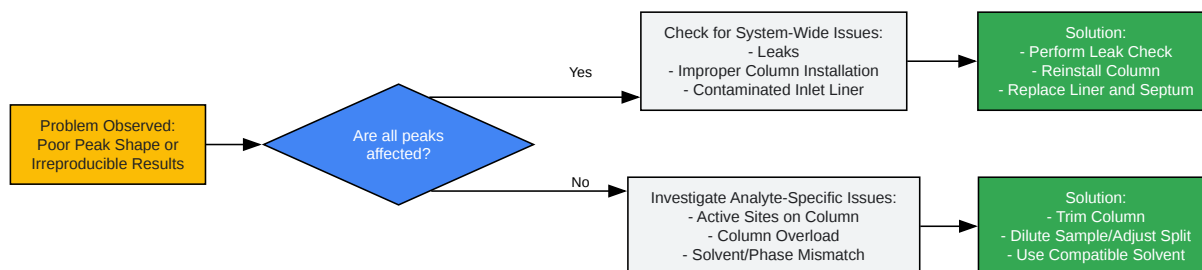 Problem Observed:
Poor Peak Shape or
Irreproducible Results
Are all peaks
affected?
Yes
Check for System-Wide Issues:
- Leaks
- Improper Column Installation
- Contaminated Inlet Liner
Solution:
- Perform Leak Check
- Reinstall Column
- Replace Liner and Septum
No
Investigate Analyte-Specific Issues:
- Active Sites on Column
- Column Overload
- Solvent/Phase Mismatch
Solution:
- Trim Column
- Dilute Sample/Adjust Split
- Use Compatible Solvent